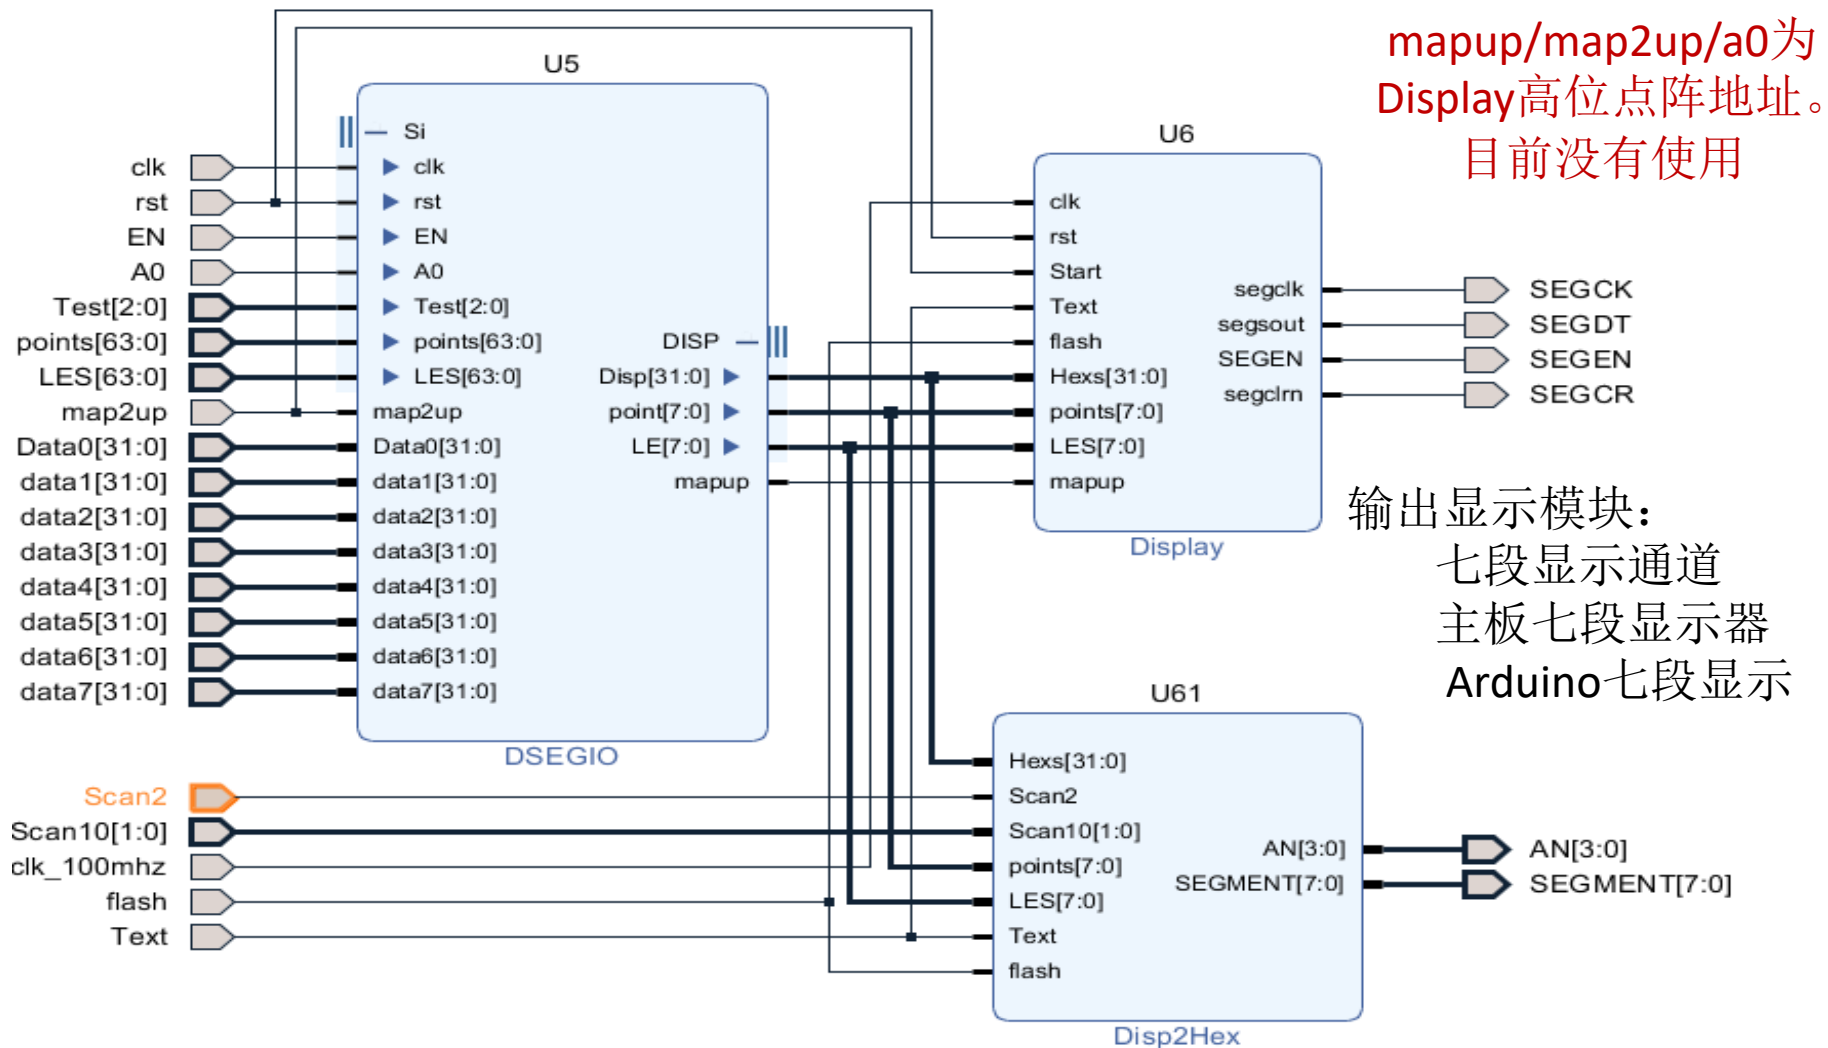 mapup/map2up/a0为
Display高位点阵地址。
目前没有使用
U5
Si
clk
rst
EN
A0
Test[2:0]
points[63:0]
LES[63:0]
map2up
Data0[31:0]
data1[31:0]
data2[31:0]
data3[31:0]
data4[31:0]
data5[31:0]
data6[31:0]
data7[31:0]
clk
rst
EN
A0
Test[2:0]
points[63:0]
LES[63:0]
map2up
Data0[31:0]
data1[31:0]
data2[31:0]
data3[31:0]
data4[31:0]
data5[31:0]
data6[31:0]
data7[31:0]
DISP
Disp[31:0]
point[7:0]
LE[7:0]
mapup
DSEGIO
U6
clk
rst
Start
Text
flash
Hexs[31:0]
points[7:0]
LES[7:0]
mapup
segclk
segsout
SEGEN
segclrn
SEGCK
SEGDT
SEGEN
SEGCR
Display
输出显示模块：
七段显示通道
主板七段显示器
Arduino七段显示
Scan2
Scan10[1:0]
clk_100mhz
flash
Text
U61
Hexs[31:0]
Scan2
Scan10[1:0]
points[7:0]
LES[7:0]
Text
flash
AN[3:0]
SEGMENT[7:0]
AN[3:0]
SEGMENT[7:0]
Disp2Hex